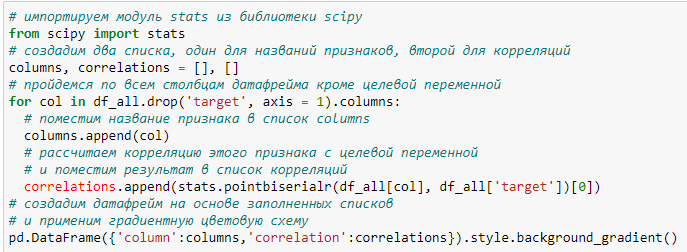 # импортируем модуль stats из библиотеки scipy
from scipy import stats
# создадим два списка, один для названий признаков, второй для корреляций
columns, correlations = [], []
# пройдемся по всем столбцам датафрейма кроме целевой переменной
for col in df_all.drop('target', axis = 1).columns:
    # поместим название признака в список columns
    columns.append(col)
    # рассчитаем корреляцию этого признака с целевой переменной
    # и поместим результат в список корреляций
    correlations.append(stats.pointbiserialr(df_all[col], df_all['target'])[0])
# создадим датафрейм на основе заполненных списков
# и применим градиентную цветовую схему
pd.DataFrame({'column':columns,'correlation':correlations}).style.background_gradient()